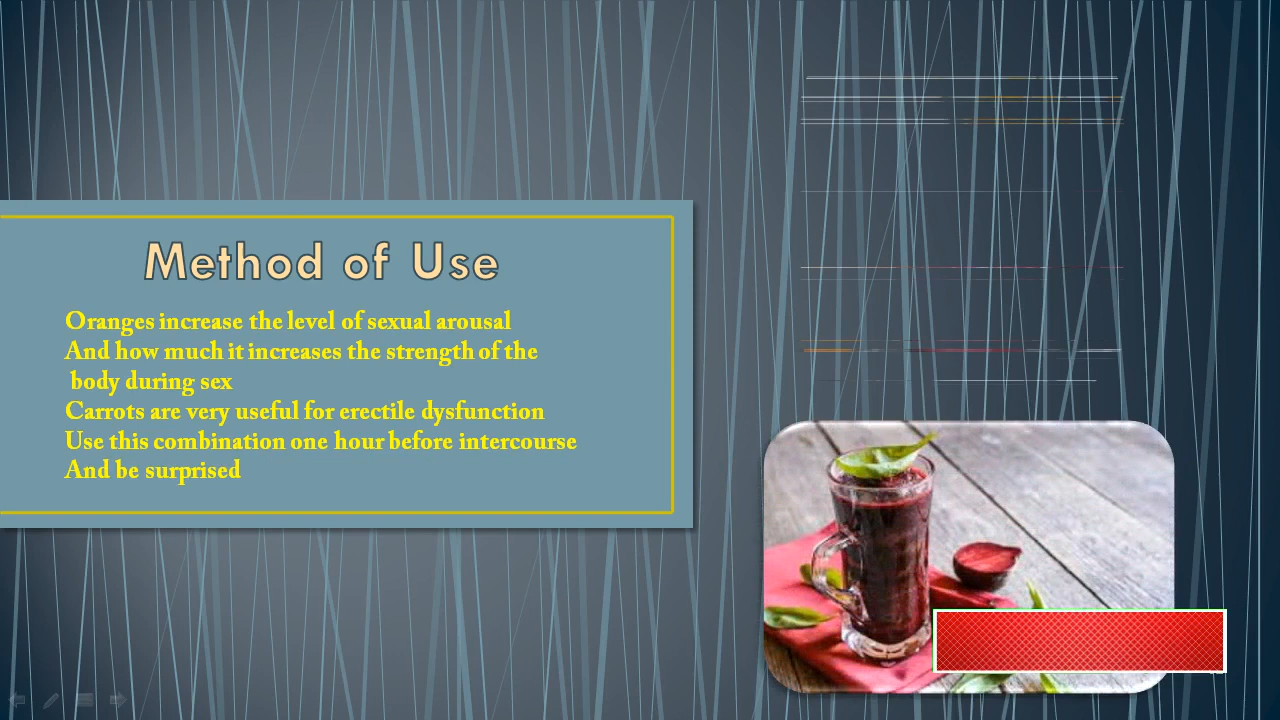 Method of Use
Oranges increase the level of sexual arousal
And how much it increases the strength of the
body during sex
Carrots are very useful for erectile dysfunction
Use this combination one hour before intercourse
And be surprised